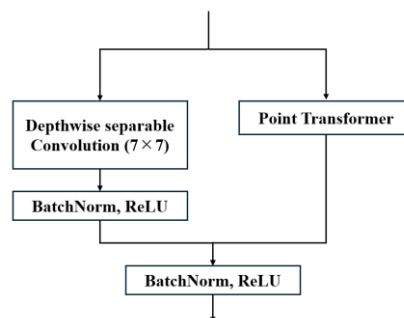 Depthwise separable
Convolution (7×7)
Point Transformer
BatchNorm, ReLU
BatchNorm, ReLU